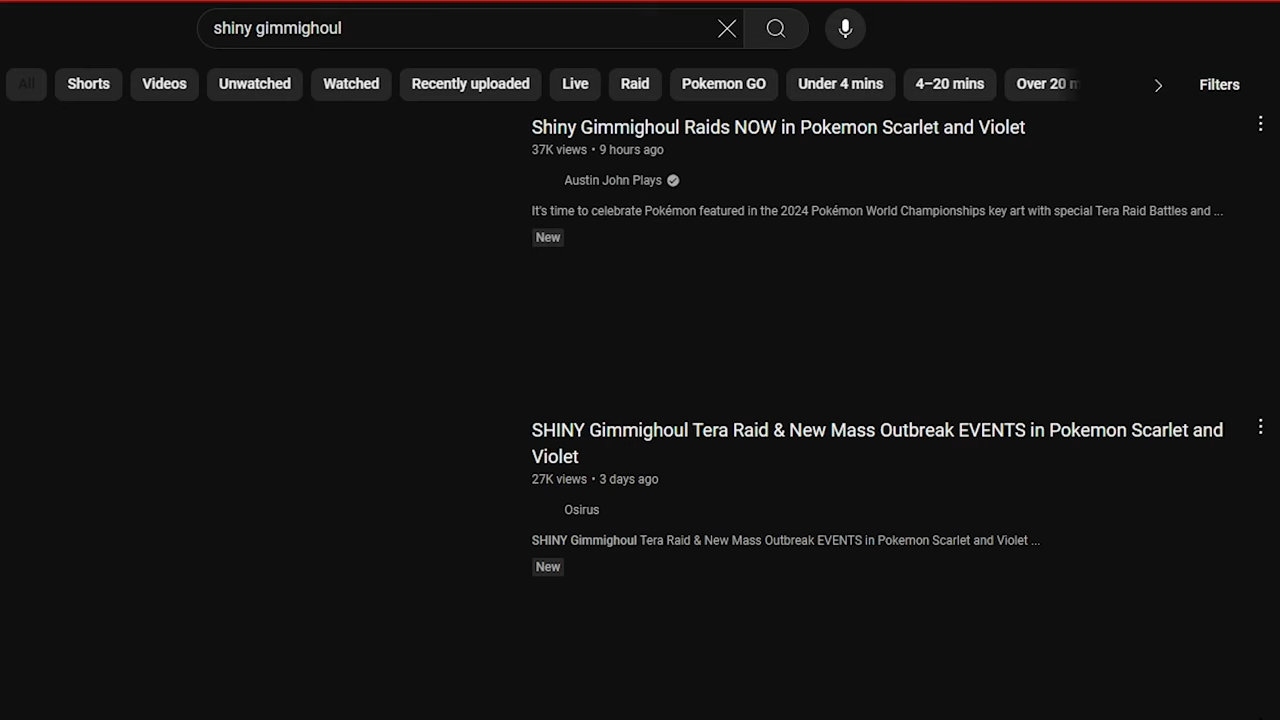 shiny gimmighoul
All Shorts Videos Unwatched Watched Recently uploaded Live Raid Pokemon GO Under 4 mins 4–20 mins Over 20 m Filters
Shiny Gimmighoul Raids NOW in Pokemon Scarlet and Violet
37K views • 9 hours ago
Austin John Plays
It's time to celebrate Pokémon featured in the 2024 Pokémon World Championships key art with special Tera Raid Battles and ...
New
SHINY Gimmighoul Tera Raid & New Mass Outbreak EVENTS in Pokemon Scarlet and
Violet
27K views • 3 days ago
Osirus
SHINY Gimmighoul Tera Raid & New Mass Outbreak EVENTS in Pokemon Scarlet and Violet ...
New